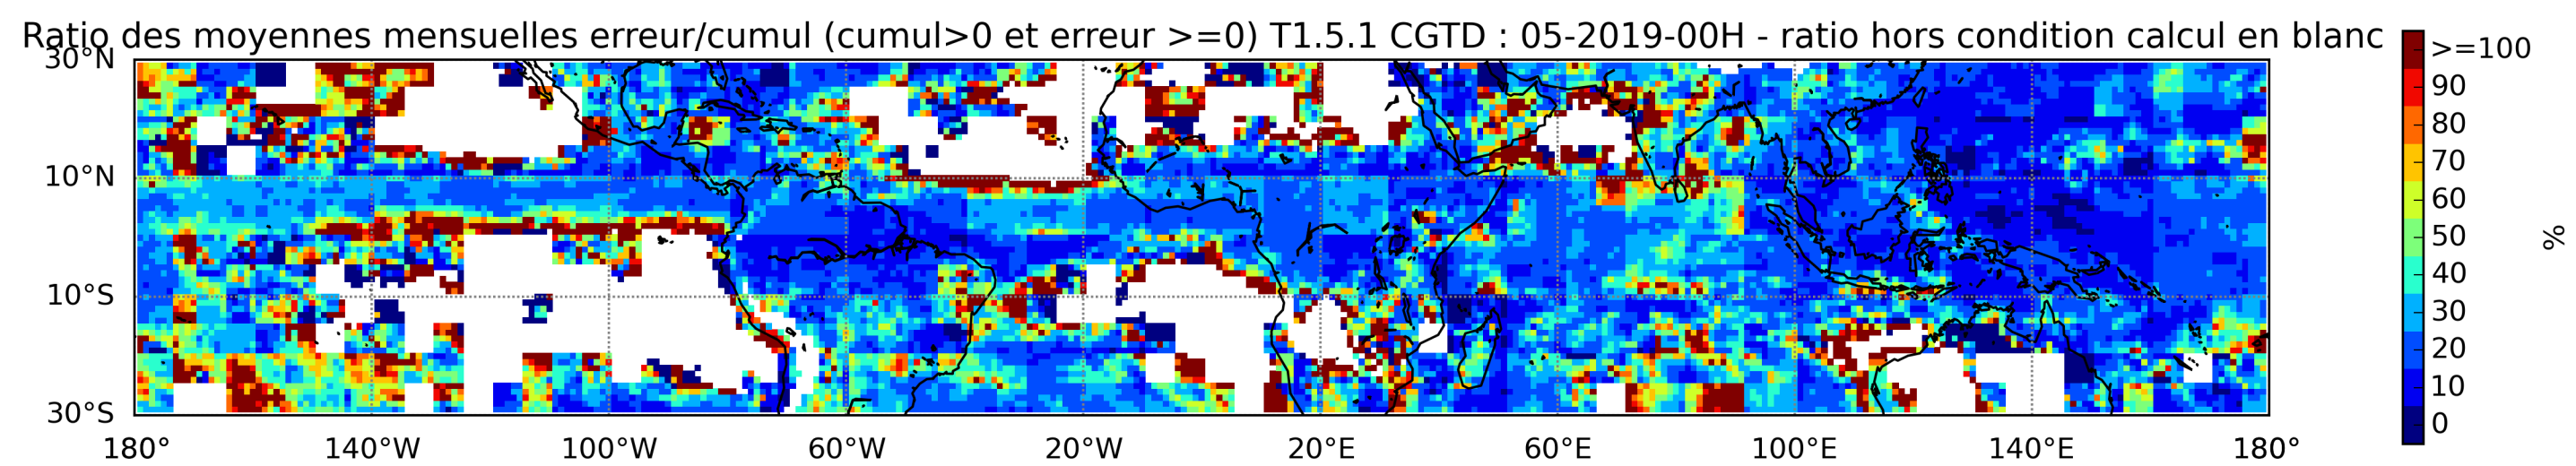 Ratio des moyennes mensuelles erreur/cumul (cumul>0 et erreur >=0) T1.5.1 CGTD : 05-2019-00H - ratio hors condition calcul en blanc
30°N
10°N
10°S
30°S
180° 140°W 100°W 60°W 20°W 20°E 60°E 100°E 140°E 180°
>=100
90
80
70
60
50
40
30
20
10
0
%